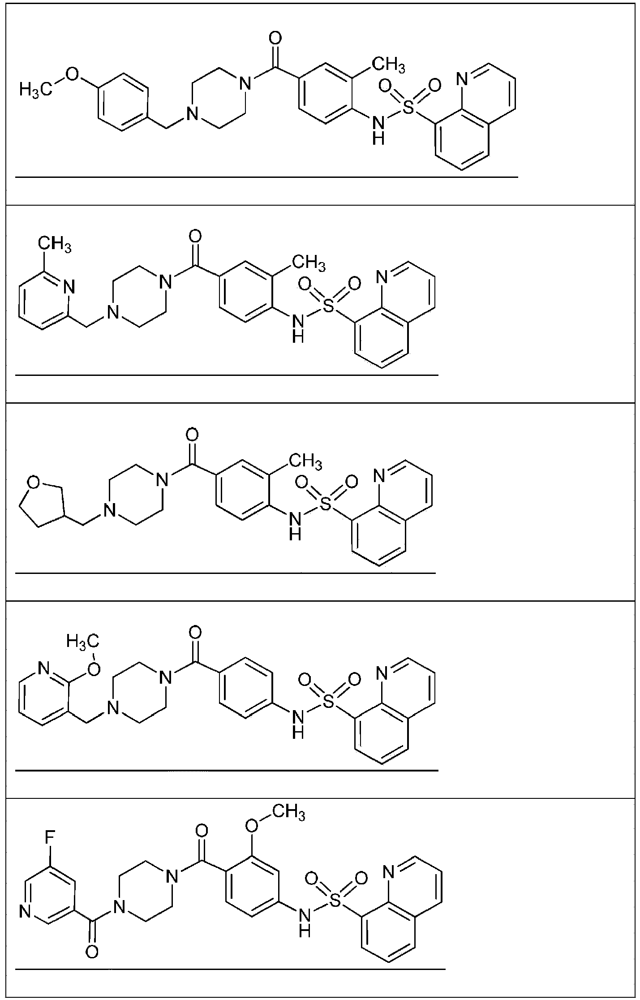 O
H₃C O N N CH₃ O O S N H N
O
CH₃ N N N CH₃ O O S N H N
O
O N N CH₃ O O S N H N
O
H₃C O N N N O O S N H N
O CH₃
F O N N N O O O S N H N